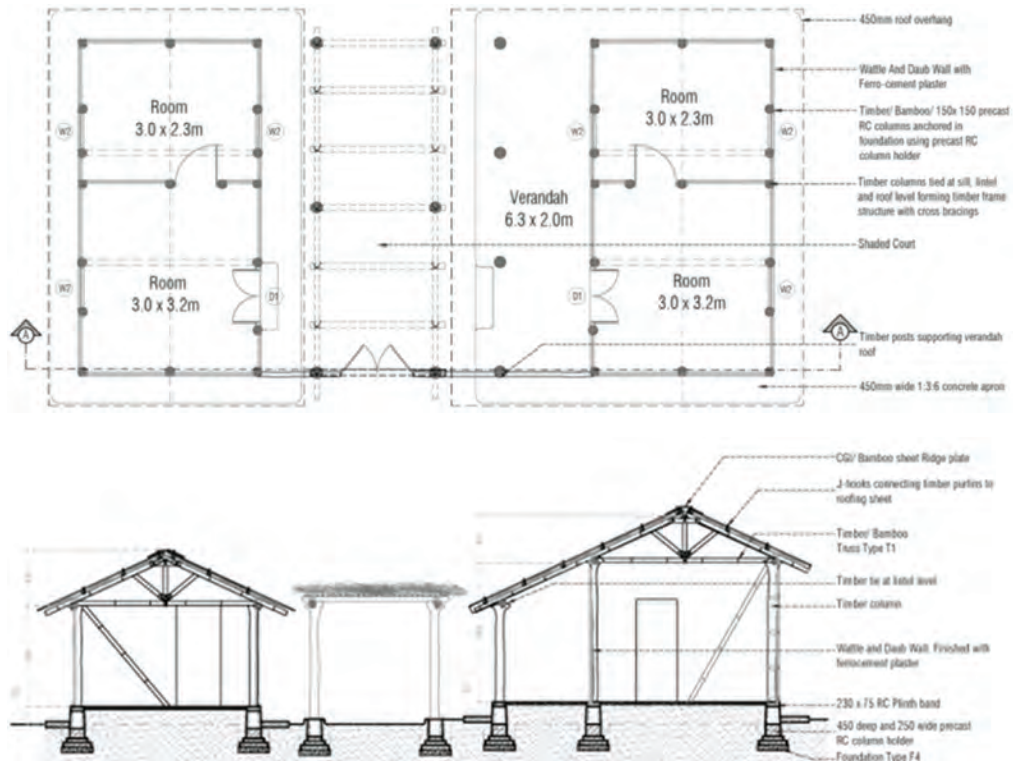 450mm roof overhang
Wattle And Daub Wall with
Ferro-cement plaster
Timber/ Bamboo/ 150x 150 precast
RC columns anchored in
foundation using precast RC
column holder
Timber columns tied at sill, lintel
and roof level forming timber frame
structure with cross bracings
Shaded Court
Timber posts supporting verandah
roof
450mm wide 1:3:6 concrete apron
Room
3.0 x 2.3m
W2
W2
Room
3.0 x 3.2m
W2
D1
Verandah
6.3 x 2.0m
Room
3.0 x 2.3m
W2
W2
Room
3.0 x 3.2m
D1
W2
A
A
CGI/ Bamboo sheet Ridge plate
J-hooks connecting timber purlins to
roofing sheet
Timber/ Bamboo
Truss Type T1
Timber tie at lintel level
Timber column
Wattle and Daub Wall. Finished with
ferrocement plaster
230 x 75 RC Plinth band
450 deep and 250 wide precast
RC column holder
Foundation Type F4